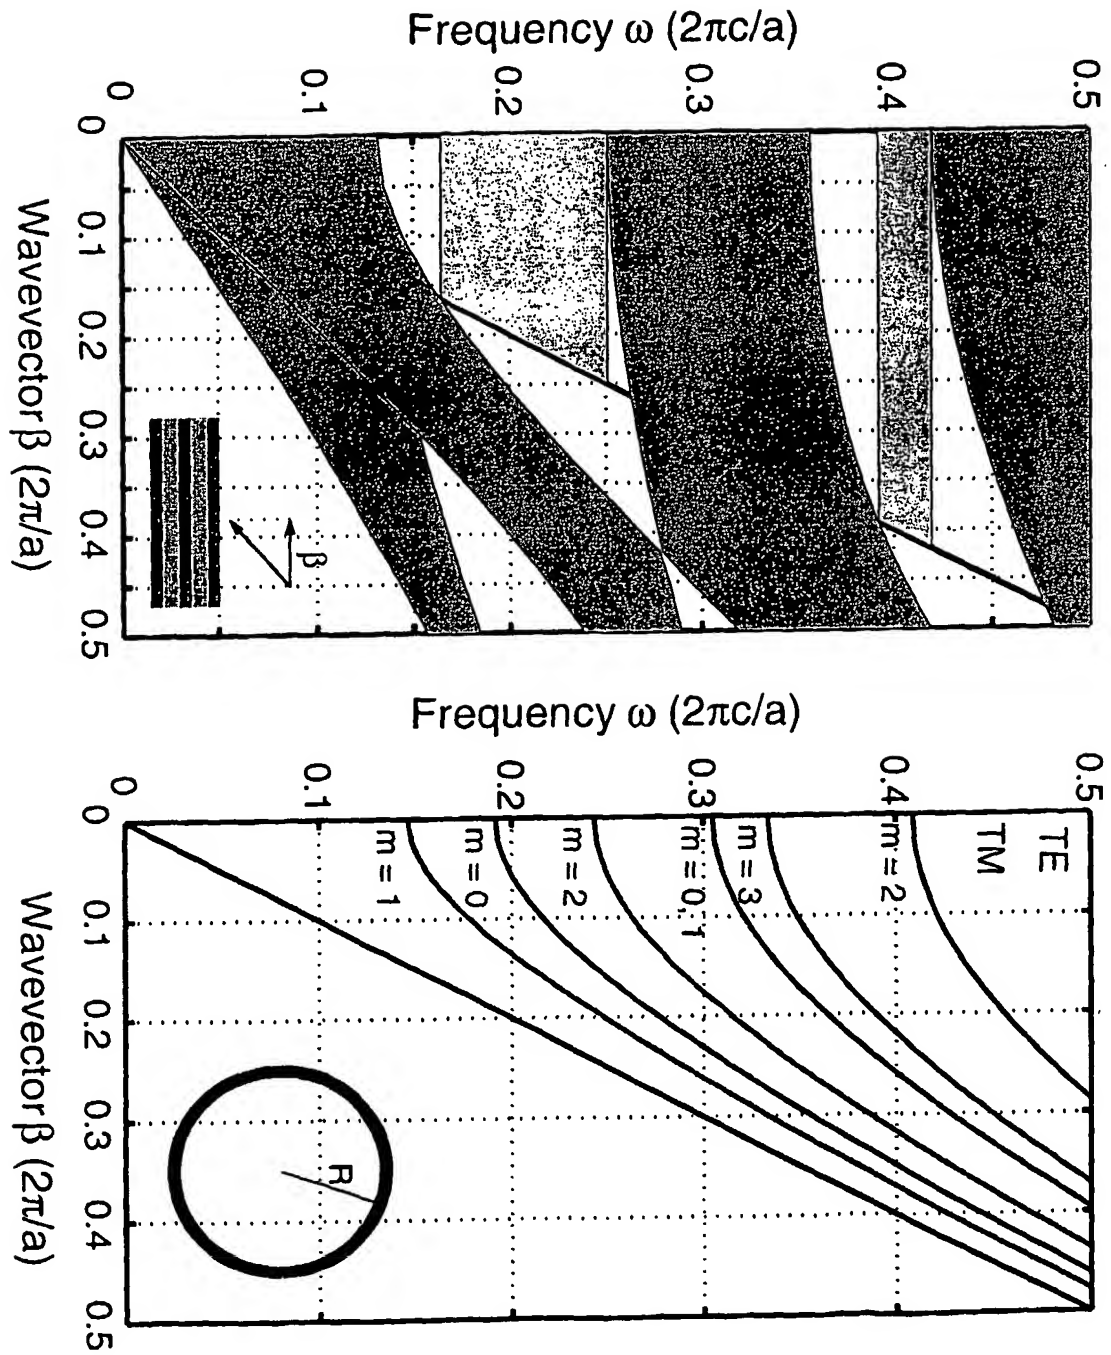 Frequency ω (2πc/a)
0
0.1
0.2
0.3
0.4
0.5
0
0.1
0.2
0.3
0.4
0.5
Wavevector β (2π/a)
β
Frequency ω (2πc/a)
0
0.1
0.2
0.3
0.4
0.5
TE
TM
m = 2
m = 3
m = 0,1
m = 2
m = 0
m = 1
R
0
0.1
0.2
0.3
0.4
0.5
Wavevector β (2π/a)